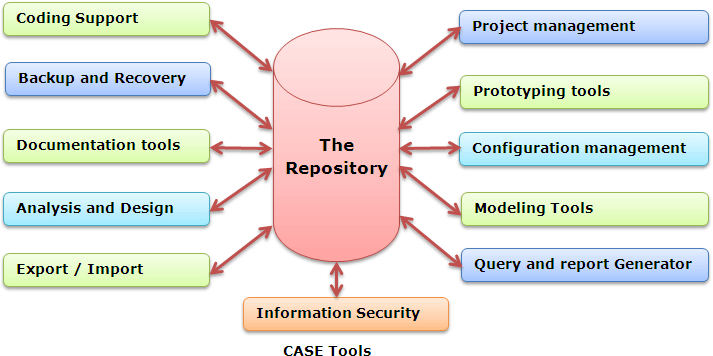 Coding Support
Project management
Backup and Recovery
Prototyping tools
Documentation tools
The
Repository
Configuration management
Analysis and Design
Modeling Tools
Export / Import
Query and report Generator
Information Security
CASE Tools